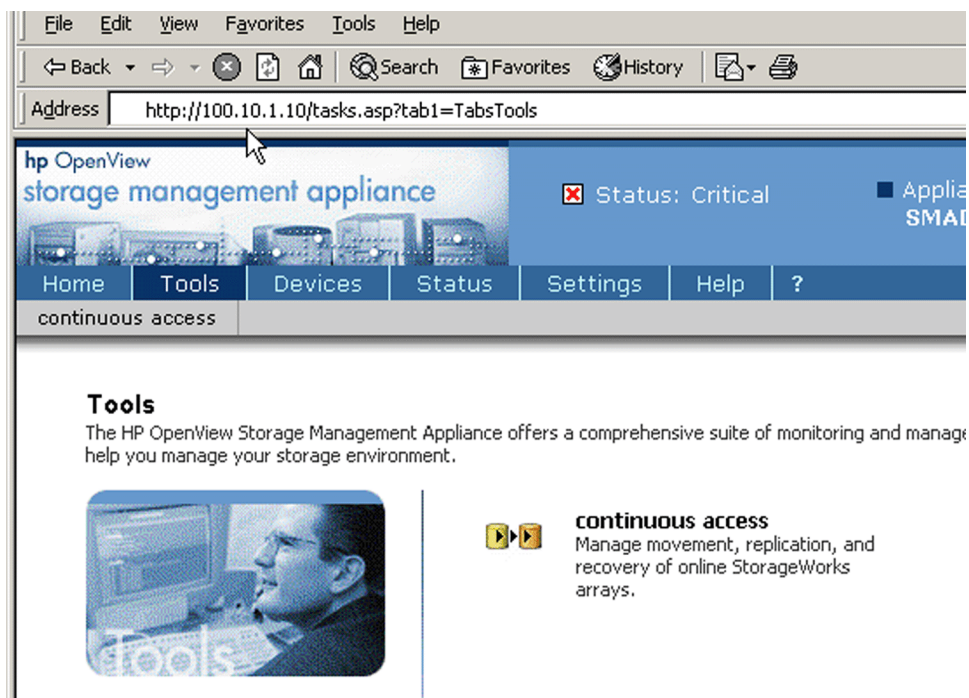 File Edit View Favorites Tools Help
Back Search Favorites History
Address http://100.10.1.10/tasks.asp?tab1=TabsTools
hp OpenView
storage management appliance
Status: Critical
Applia
SMAD
Home Tools Devices Status Settings Help ?
continuous access
Tools
The HP OpenView Storage Management Appliance offers a comprehensive suite of monitoring and manage
help you manage your storage environment.
continuous access
Manage movement, replication, and
recovery of online StorageWorks
arrays.
Tools